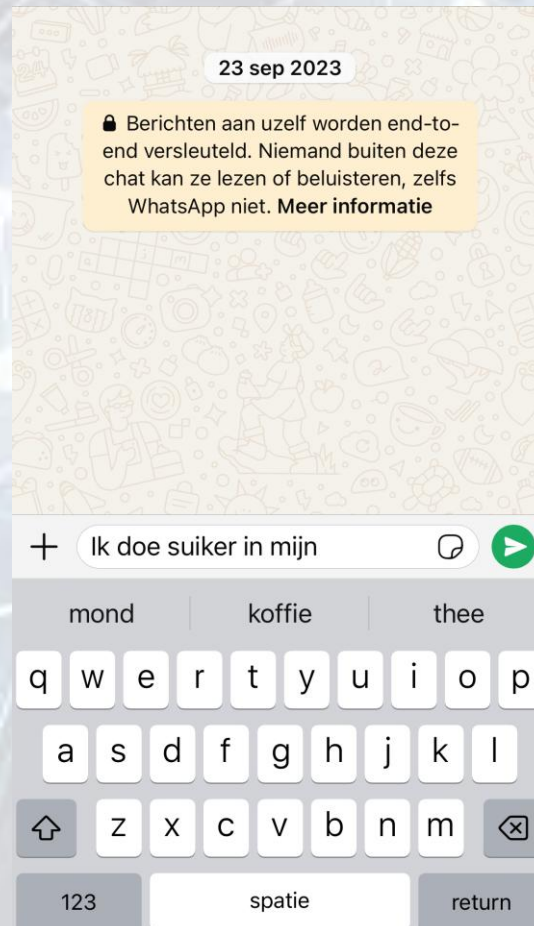 23 sep 2023
Berichten aan uzelf worden end-to-
end versleuteld. Niemand buiten deze
chat kan ze lezen of beluisteren, zelfs
WhatsApp niet. Meer informatie
Ik doe suiker in mijn
mond koffie thee
q w e r t y u i o p
a s d f g h j k l
z x c v b n m
123 spatie return